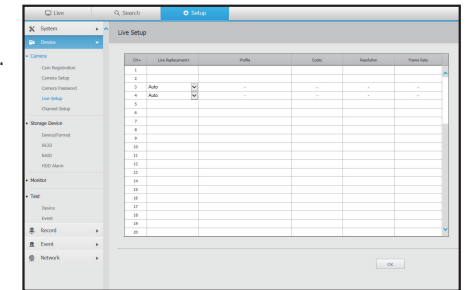 Live
Search
Setup
System
Device
Live Setup
• Camera
Cam Registration
Camera Setup
Camera Password
Live Setup
Channel Setup
• Storage Device
Device/Format
iSCSI
RAID
HDD Alarm
• Monitor
• Text
Device
Event
Record
Event
Network
CH Live Replacement Profile Codec Resolution Frame Rate
1
2
3 Auto - - - -
4 Auto - - - -
5
6
7
8
9
10
11
12
13
14
15
16
17
18
19
20
OK